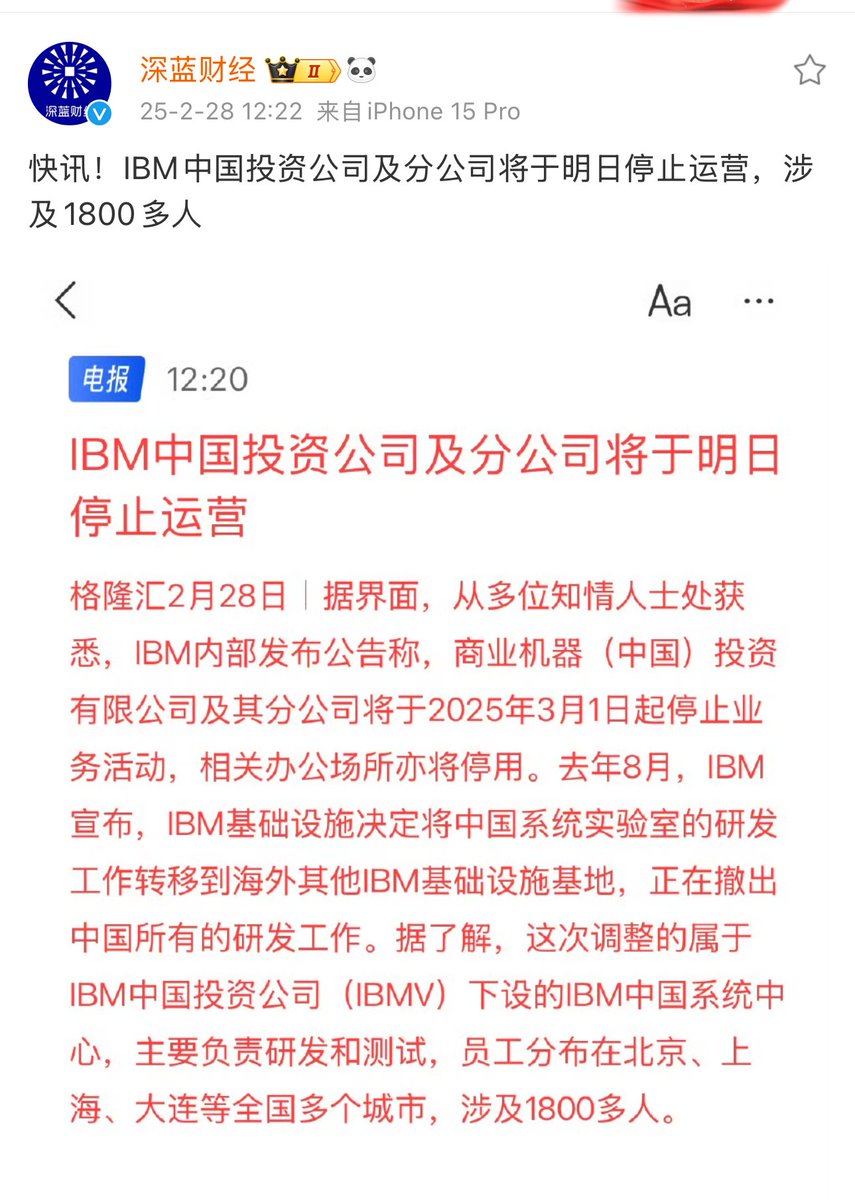 深蓝财经
深蓝财经 II
25-2-28 12:22 来自iPhone 15 Pro
快讯！IBM中国投资公司及分公司将于明日停止运营，涉
及1800多人
Aa ...
电报 12:20
IBM中国投资公司及分公司将于明日
停止运营
格隆汇2月28日｜据界面，从多位知情人士处获
悉，IBM内部发布公告称，商业机器（中国）投资
有限公司及其分公司将于2025年3月1日起停止业
务活动，相关办公场所亦将停用。去年8月，IBM
宣布，IBM基础设施决定将中国系统实验室的研发
工作转移到海外其他IBM基础设施基地，正在撤出
中国所有的研发工作。据了解，这次调整的属于
IBM中国投资公司（IBMV）下设的IBM中国系统中
心，主要负责研发和测试，员工分布在北京、上
海、大连等全国多个城市，涉及1800多人。